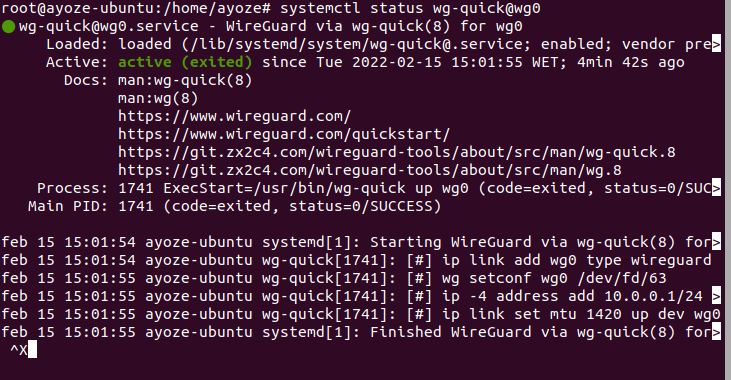 root@ayoze-ubuntu:/home/ayoze# systemctl status wg-quick@wg0
● wg-quick@wg0.service - WireGuard via wg-quick(8) for wg0
     Loaded: loaded (/lib/systemd/system/wg-quick@.service; enabled; vendor pre>
     Active: active (exited) since Tue 2022-02-15 15:01:55 WET; 4min 42s ago
       Docs: man:wg-quick(8)
             man:wg(8)
             https://www.wireguard.com/
             https://www.wireguard.com/quickstart/
             https://git.zx2c4.com/wireguard-tools/about/src/man/wg-quick.8
             https://git.zx2c4.com/wireguard-tools/about/src/man/wg.8
    Process: 1741 ExecStart=/usr/bin/wg-quick up wg0 (code=exited, status=0/SUC>
   Main PID: 1741 (code=exited, status=0/SUCCESS)

feb 15 15:01:54 ayoze-ubuntu systemd[1]: Starting WireGuard via wg-quick(8) for>
feb 15 15:01:54 ayoze-ubuntu wg-quick[1741]: [#] ip link add wg0 type wireguard
feb 15 15:01:55 ayoze-ubuntu wg-quick[1741]: [#] wg setconf wg0 /dev/fd/63
feb 15 15:01:55 ayoze-ubuntu wg-quick[1741]: [#] ip -4 address add 10.0.0.1/24 >
feb 15 15:01:55 ayoze-ubuntu wg-quick[1741]: [#] ip link set mtu 1420 up dev wg0
feb 15 15:01:55 ayoze-ubuntu systemd[1]: Finished WireGuard via wg-quick(8) for>
^X